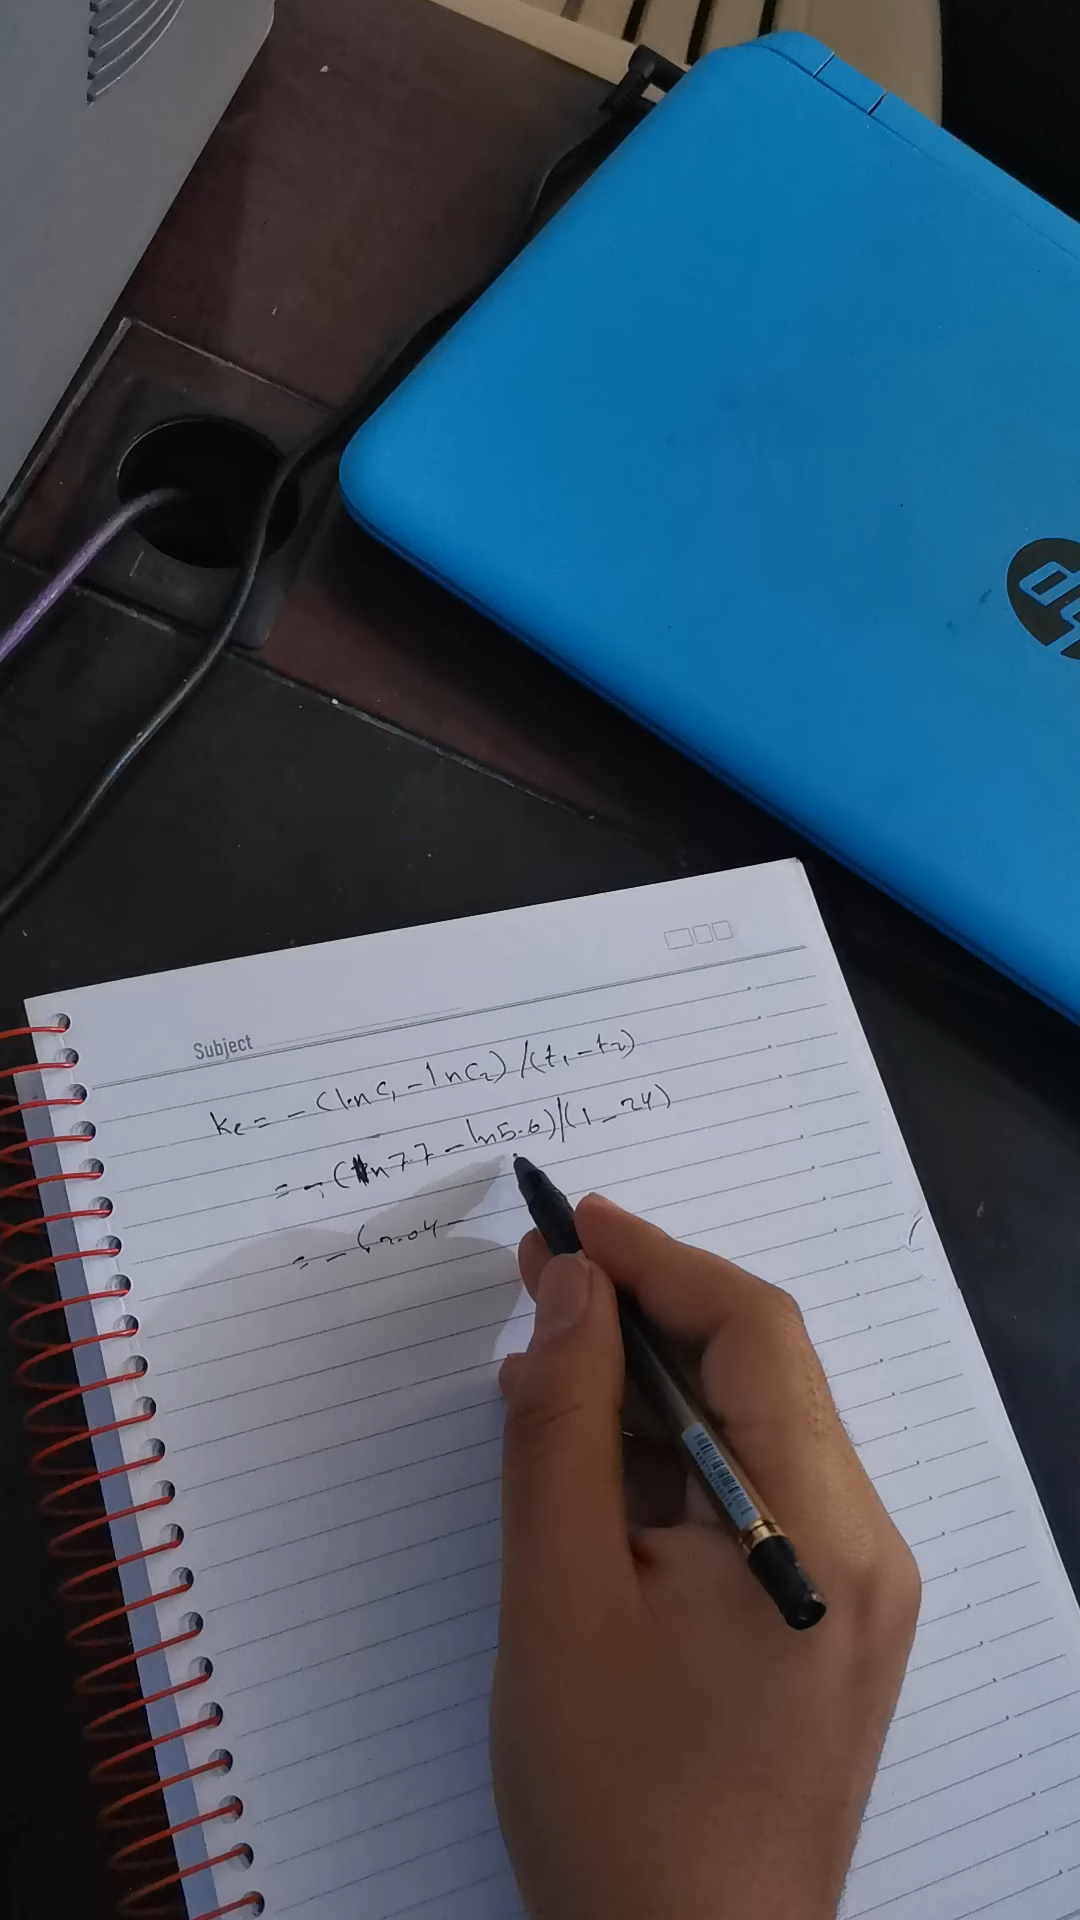 hp
Subject
ke = - (ln C₁ - ln C₂) / (t₁ - t₂)
= - (ln 7.7 - ln 5.6) / (1 - 24)
= - (2.04 -